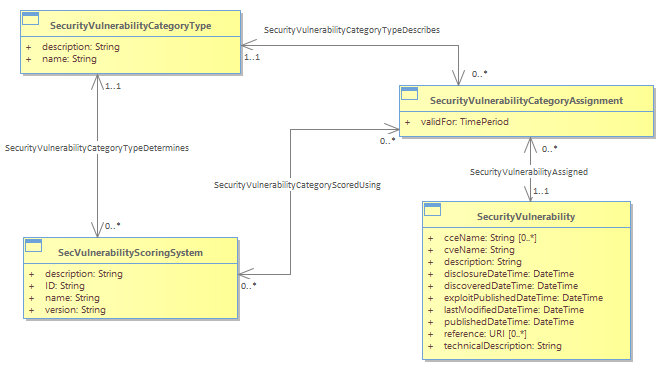 SecurityVulnerabilityCategoryType
+ description: String
+ name: String
SecurityVulnerabilityCategoryTypeDescribes
1..1
0..*
SecurityVulnerabilityCategoryAssignment
+ validFor: TimePeriod
1..1
0..*
0..*
SecurityVulnerabilityCategoryTypeDetermines
SecurityVulnerabilityAssigned
SecurityVulnerabilityCategoryScoredUsing
1..1
SecurityVulnerability
+ cceName: String [0..*]
+ cveName: String
+ description: String
+ disclosureDateTime: DateTime
+ discoveredDateTime: DateTime
+ exploitPublishedDateTime: DateTime
+ lastModifiedDateTime: DateTime
+ publishedDateTime: DateTime
+ reference: URI [0..*]
+ technicalDescription: String
0..*
SecVulnerabilityScoringSystem
+ description: String
+ ID: String
+ name: String
+ version: String
0..*